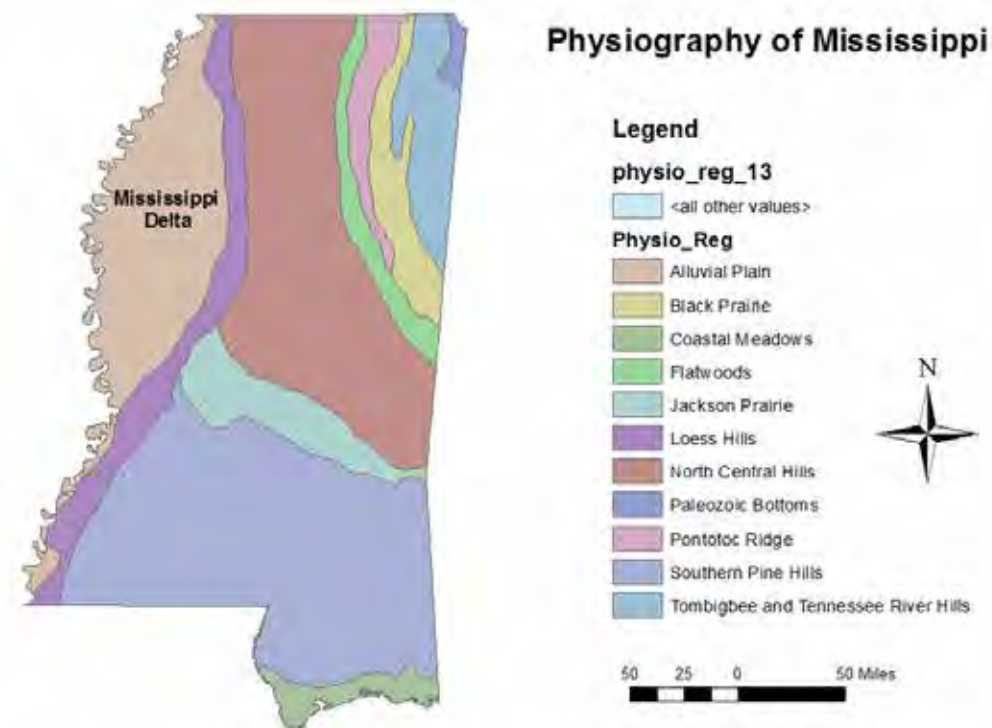 Physiography of Mississippi
Mississippi
Delta
Legend
physio_reg_13
<all other values>
Physio_Reg
Alluvial Plain
Black Prairie
Coastal Meadows
Flatwoods
Jackson Prairie
Loess Hills
North Central Hills
Paleozoic Bottoms
Pontotoc Ridge
Southern Pine Hills
Tombigbee and Tennessee River Hills
N
50 25 0 50 Miles